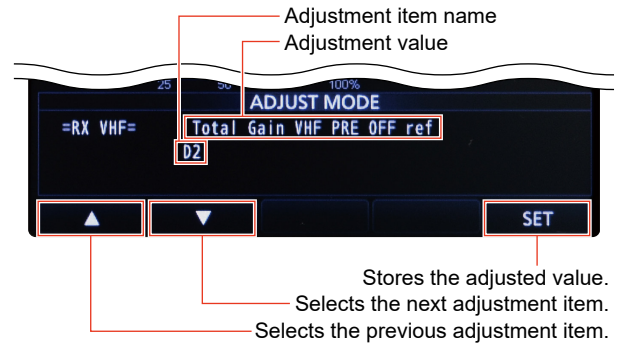 Adjustment item name
Adjustment value
25 50 100%
ADJUST MODE
=RX VHF= Total Gain VHF PRE OFF ref
D2
▲ ▼ SET
Stores the adjusted value.
Selects the next adjustment item.
Selects the previous adjustment item.